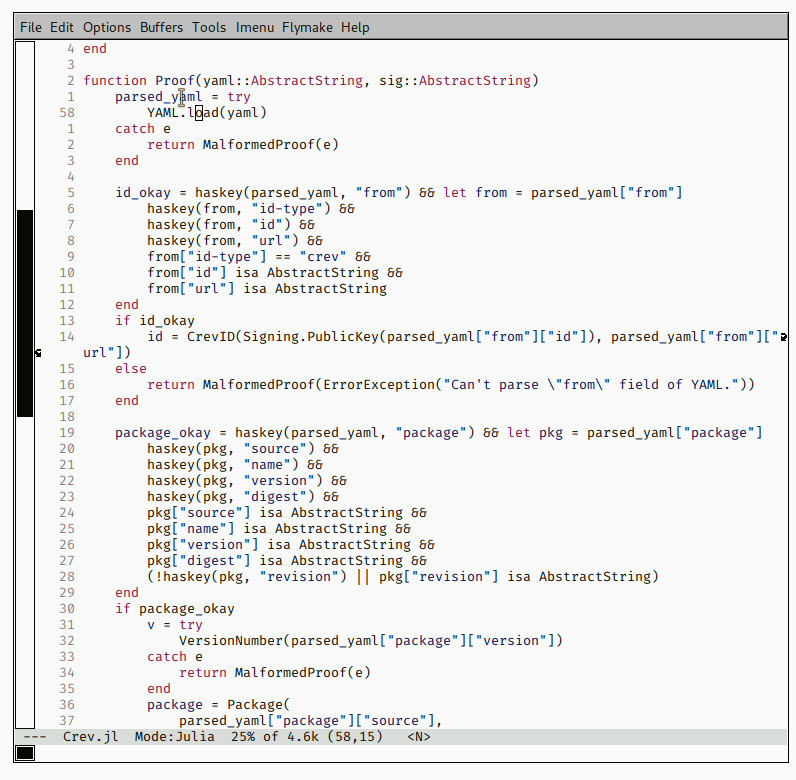 File Edit Options Buffers Tools Imenu Flymake Help
4 end
3
2 function Proof(yaml::AbstractString, sig::AbstractString)
1     parsed_yaml = try
58         YAML.load(yaml)
1     catch e
2         return MalformedProof(e)
3     end
4
5     id_okay = haskey(parsed_yaml, "from") && let from = parsed_yaml["from"]
6         haskey(from, "id-type") &&
7         haskey(from, "id") &&
8         haskey(from, "url") &&
9         from["id-type"] == "crev" &&
10         from["id"] isa AbstractString &&
11         from["url"] isa AbstractString
12     end
13     if id_okay
14         id = CrevID(Signing.PublicKey(parsed_yaml["from"]["id"]), parsed_yaml["from"]["
url"])
15     else
16         return MalformedProof(ErrorException("Can't parse \"from\" field of YAML."))
17     end
18
19     package_okay = haskey(parsed_yaml, "package") && let pkg = parsed_yaml["package"]
20         haskey(pkg, "source") &&
21         haskey(pkg, "name") &&
22         haskey(pkg, "version") &&
23         haskey(pkg, "digest") &&
24         pkg["source"] isa AbstractString &&
25         pkg["name"] isa AbstractString &&
26         pkg["version"] isa AbstractString &&
27         pkg["digest"] isa AbstractString &&
28         (!haskey(pkg, "revision") || pkg["revision"] isa AbstractString)
29     end
30     if package_okay
31         v = try
32             VersionNumber(parsed_yaml["package"]["version"])
33         catch e
34             return MalformedProof(e)
35         end
36         package = Package(
37             parsed_yaml["package"]["source"],
---  Crev.jl  Mode:Julia  25% of 4.6k (58,15)   <N>